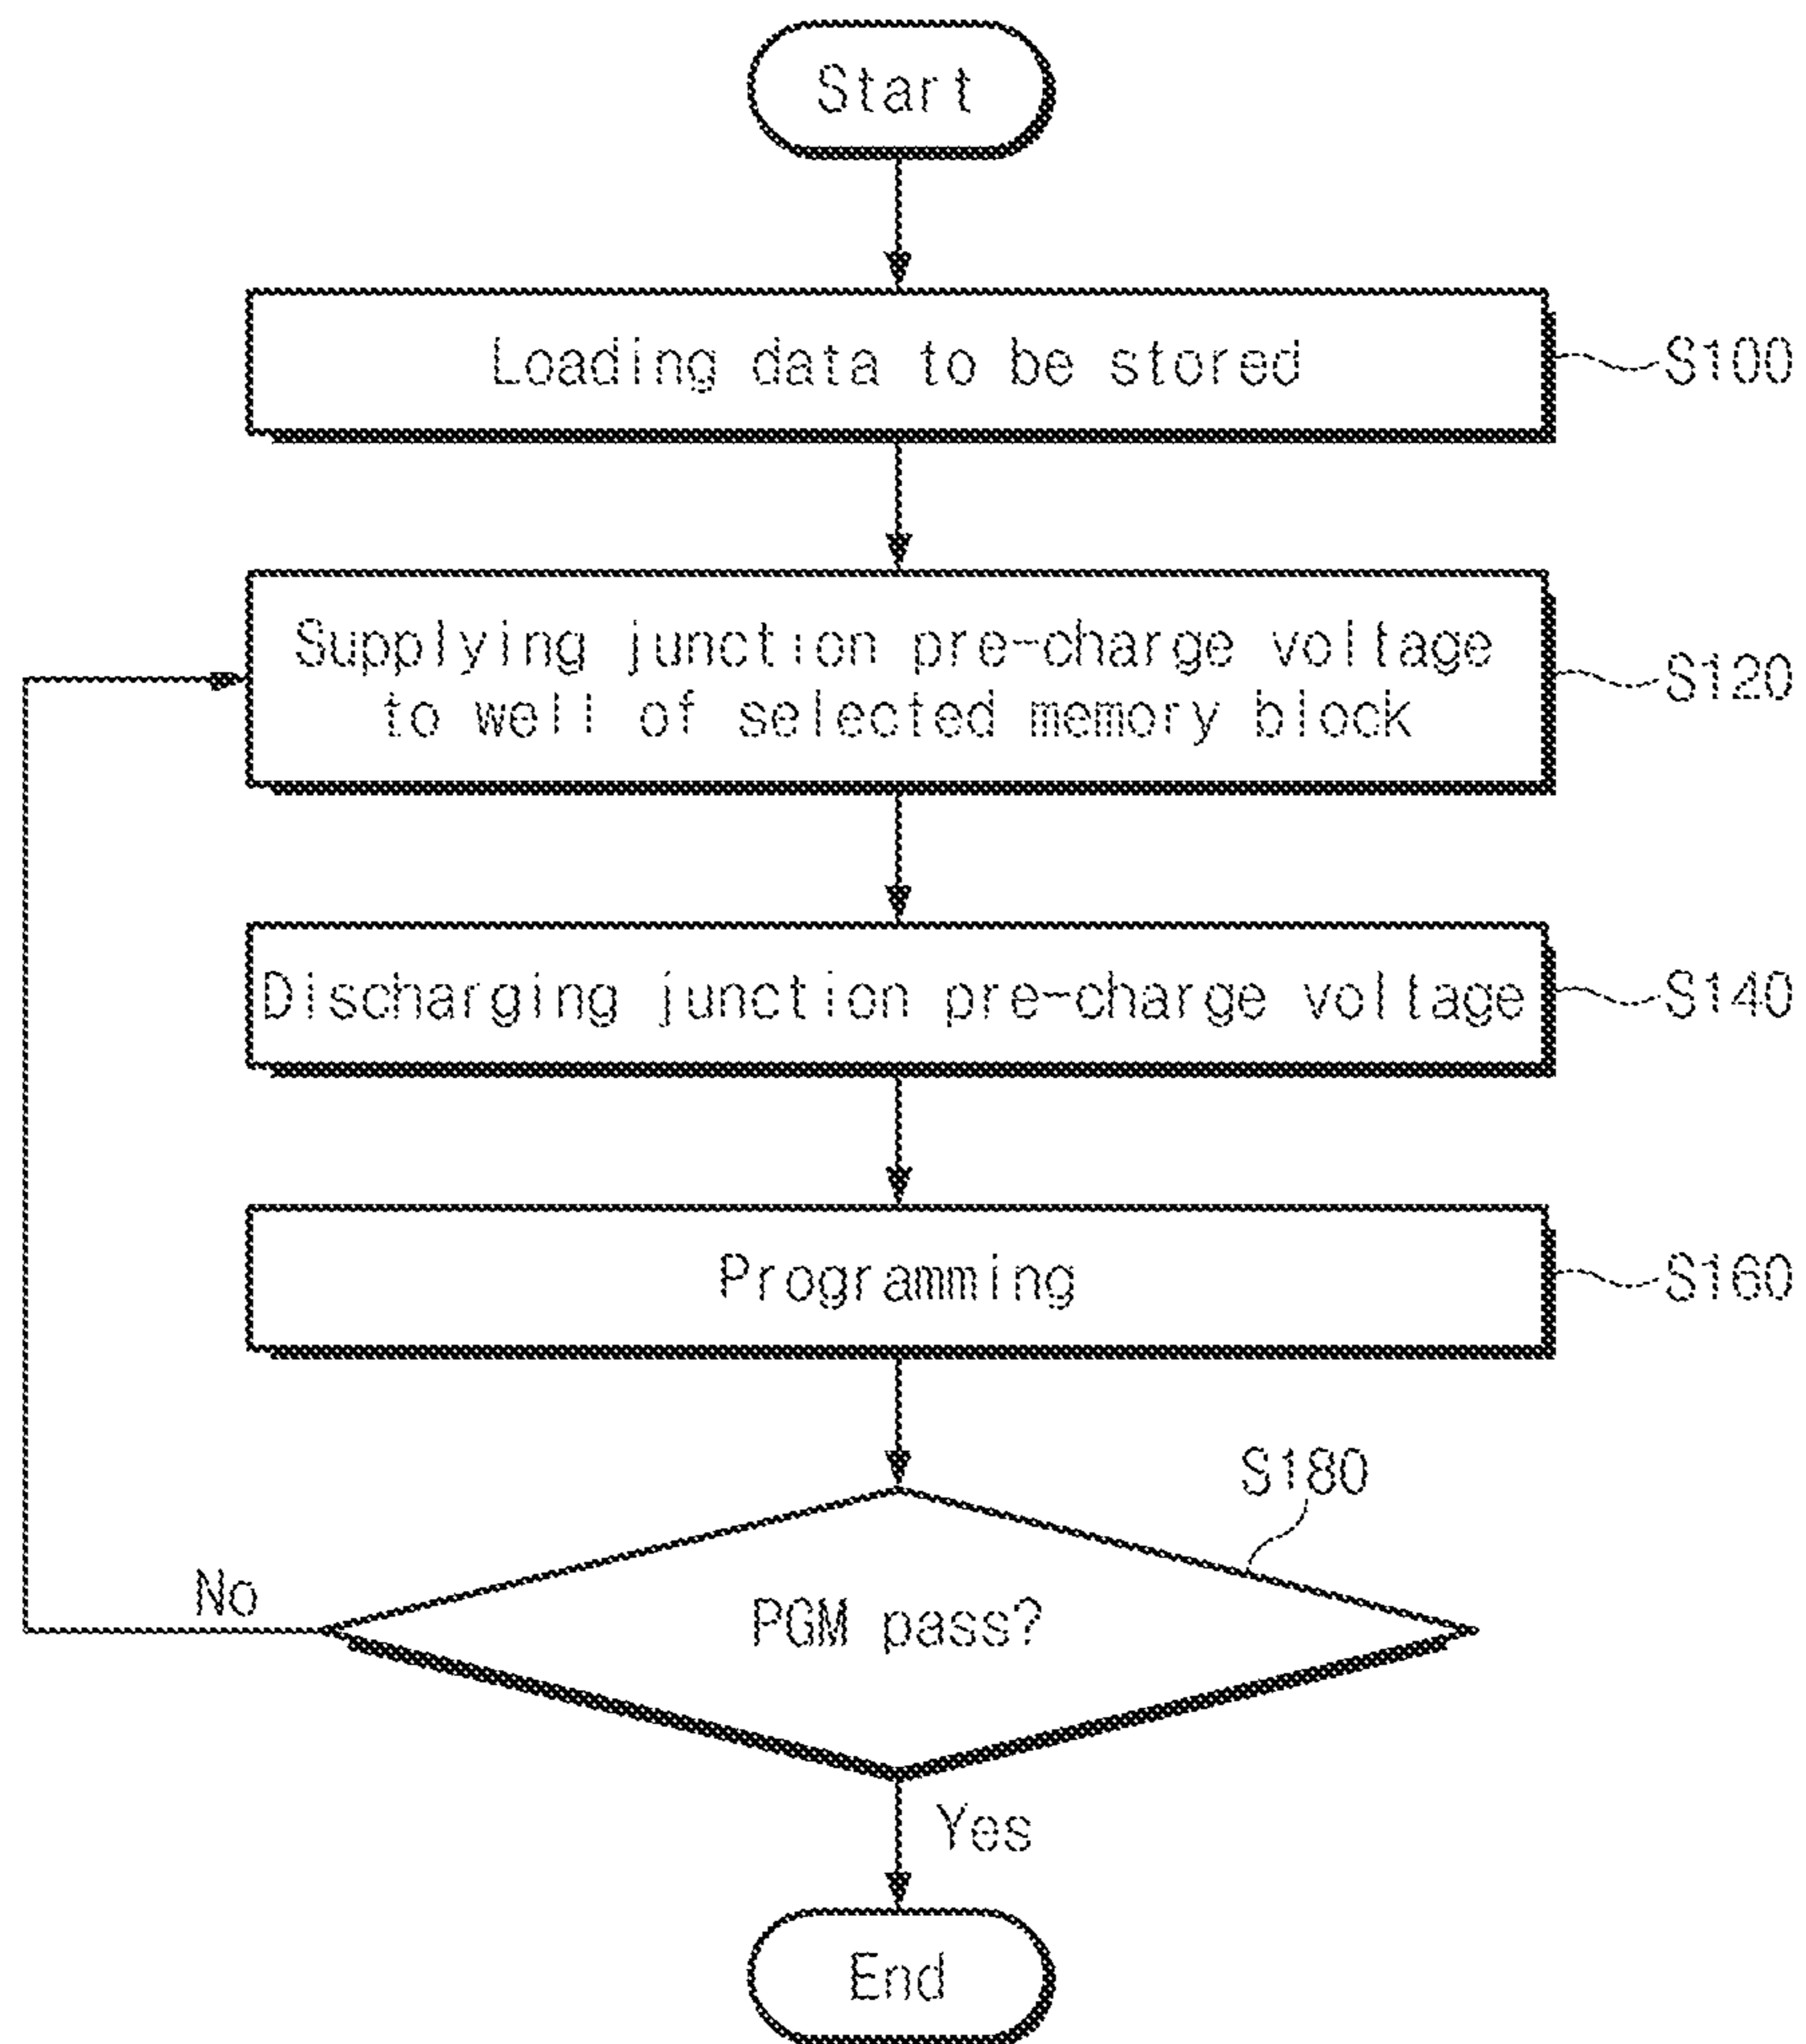 Start
Loading data to be stored
S100
Supplying junction pre-charge voltage
to well of selected memory block
S120
Discharging junction pre-charge voltage
S140
Programming
S160
S180
No
PGM pass?
Yes
End